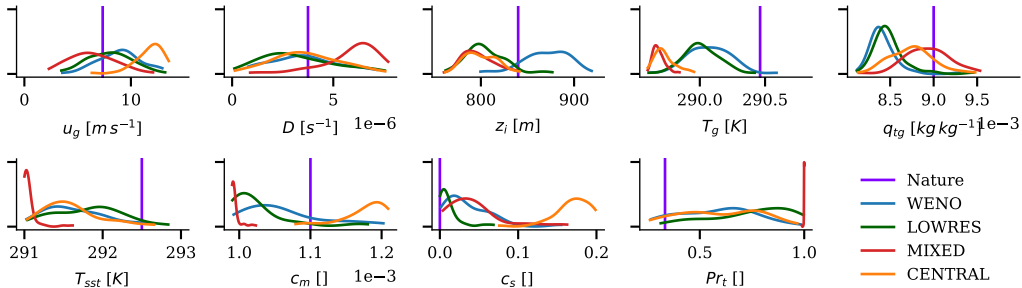 0 10
u_g [m s⁻¹]
0 5
1e−6
D [s⁻¹]
800 900
z_i [m]
290.0 290.5
T_g [K]
8.5 9.0 9.5
1e−3
q_tg [kg kg⁻¹]
291 292 293
T_sst [K]
1.0 1.1 1.2
1e−3
c_m []
0.0 0.1 0.2
c_s []
0.5 1.0
Pr_t []
Nature
WENO
LOWRES
MIXED
CENTRAL